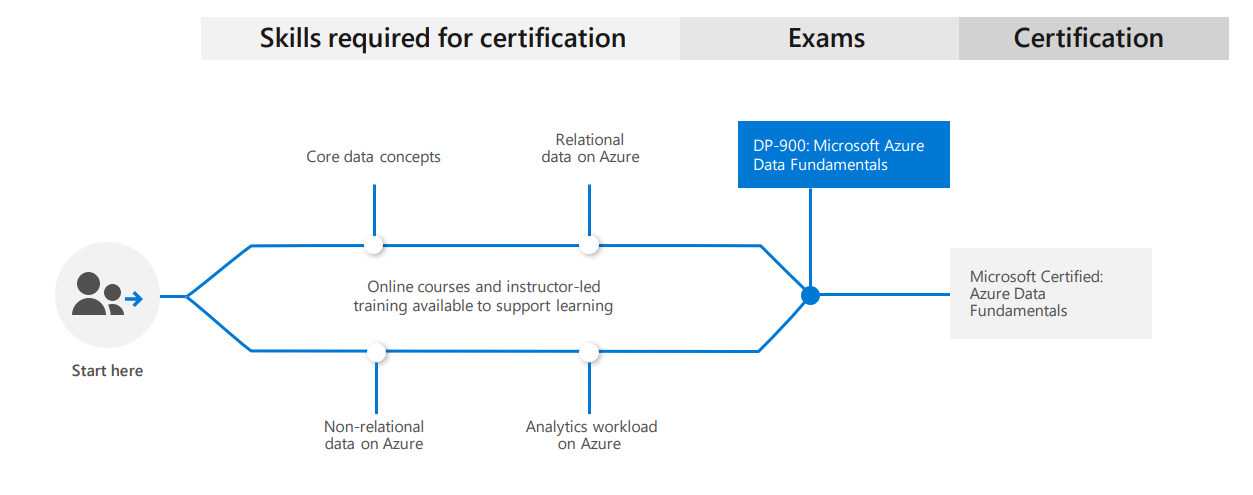 Skills required for certification
Exams
Certification
Core data concepts
Relational
data on Azure
DP-900: Microsoft Azure
Data Fundamentals
Online courses and instructor-led
training available to support learning
Microsoft Certified:
Azure Data
Fundamentals
Start here
Non-relational
data on Azure
Analytics workload
on Azure